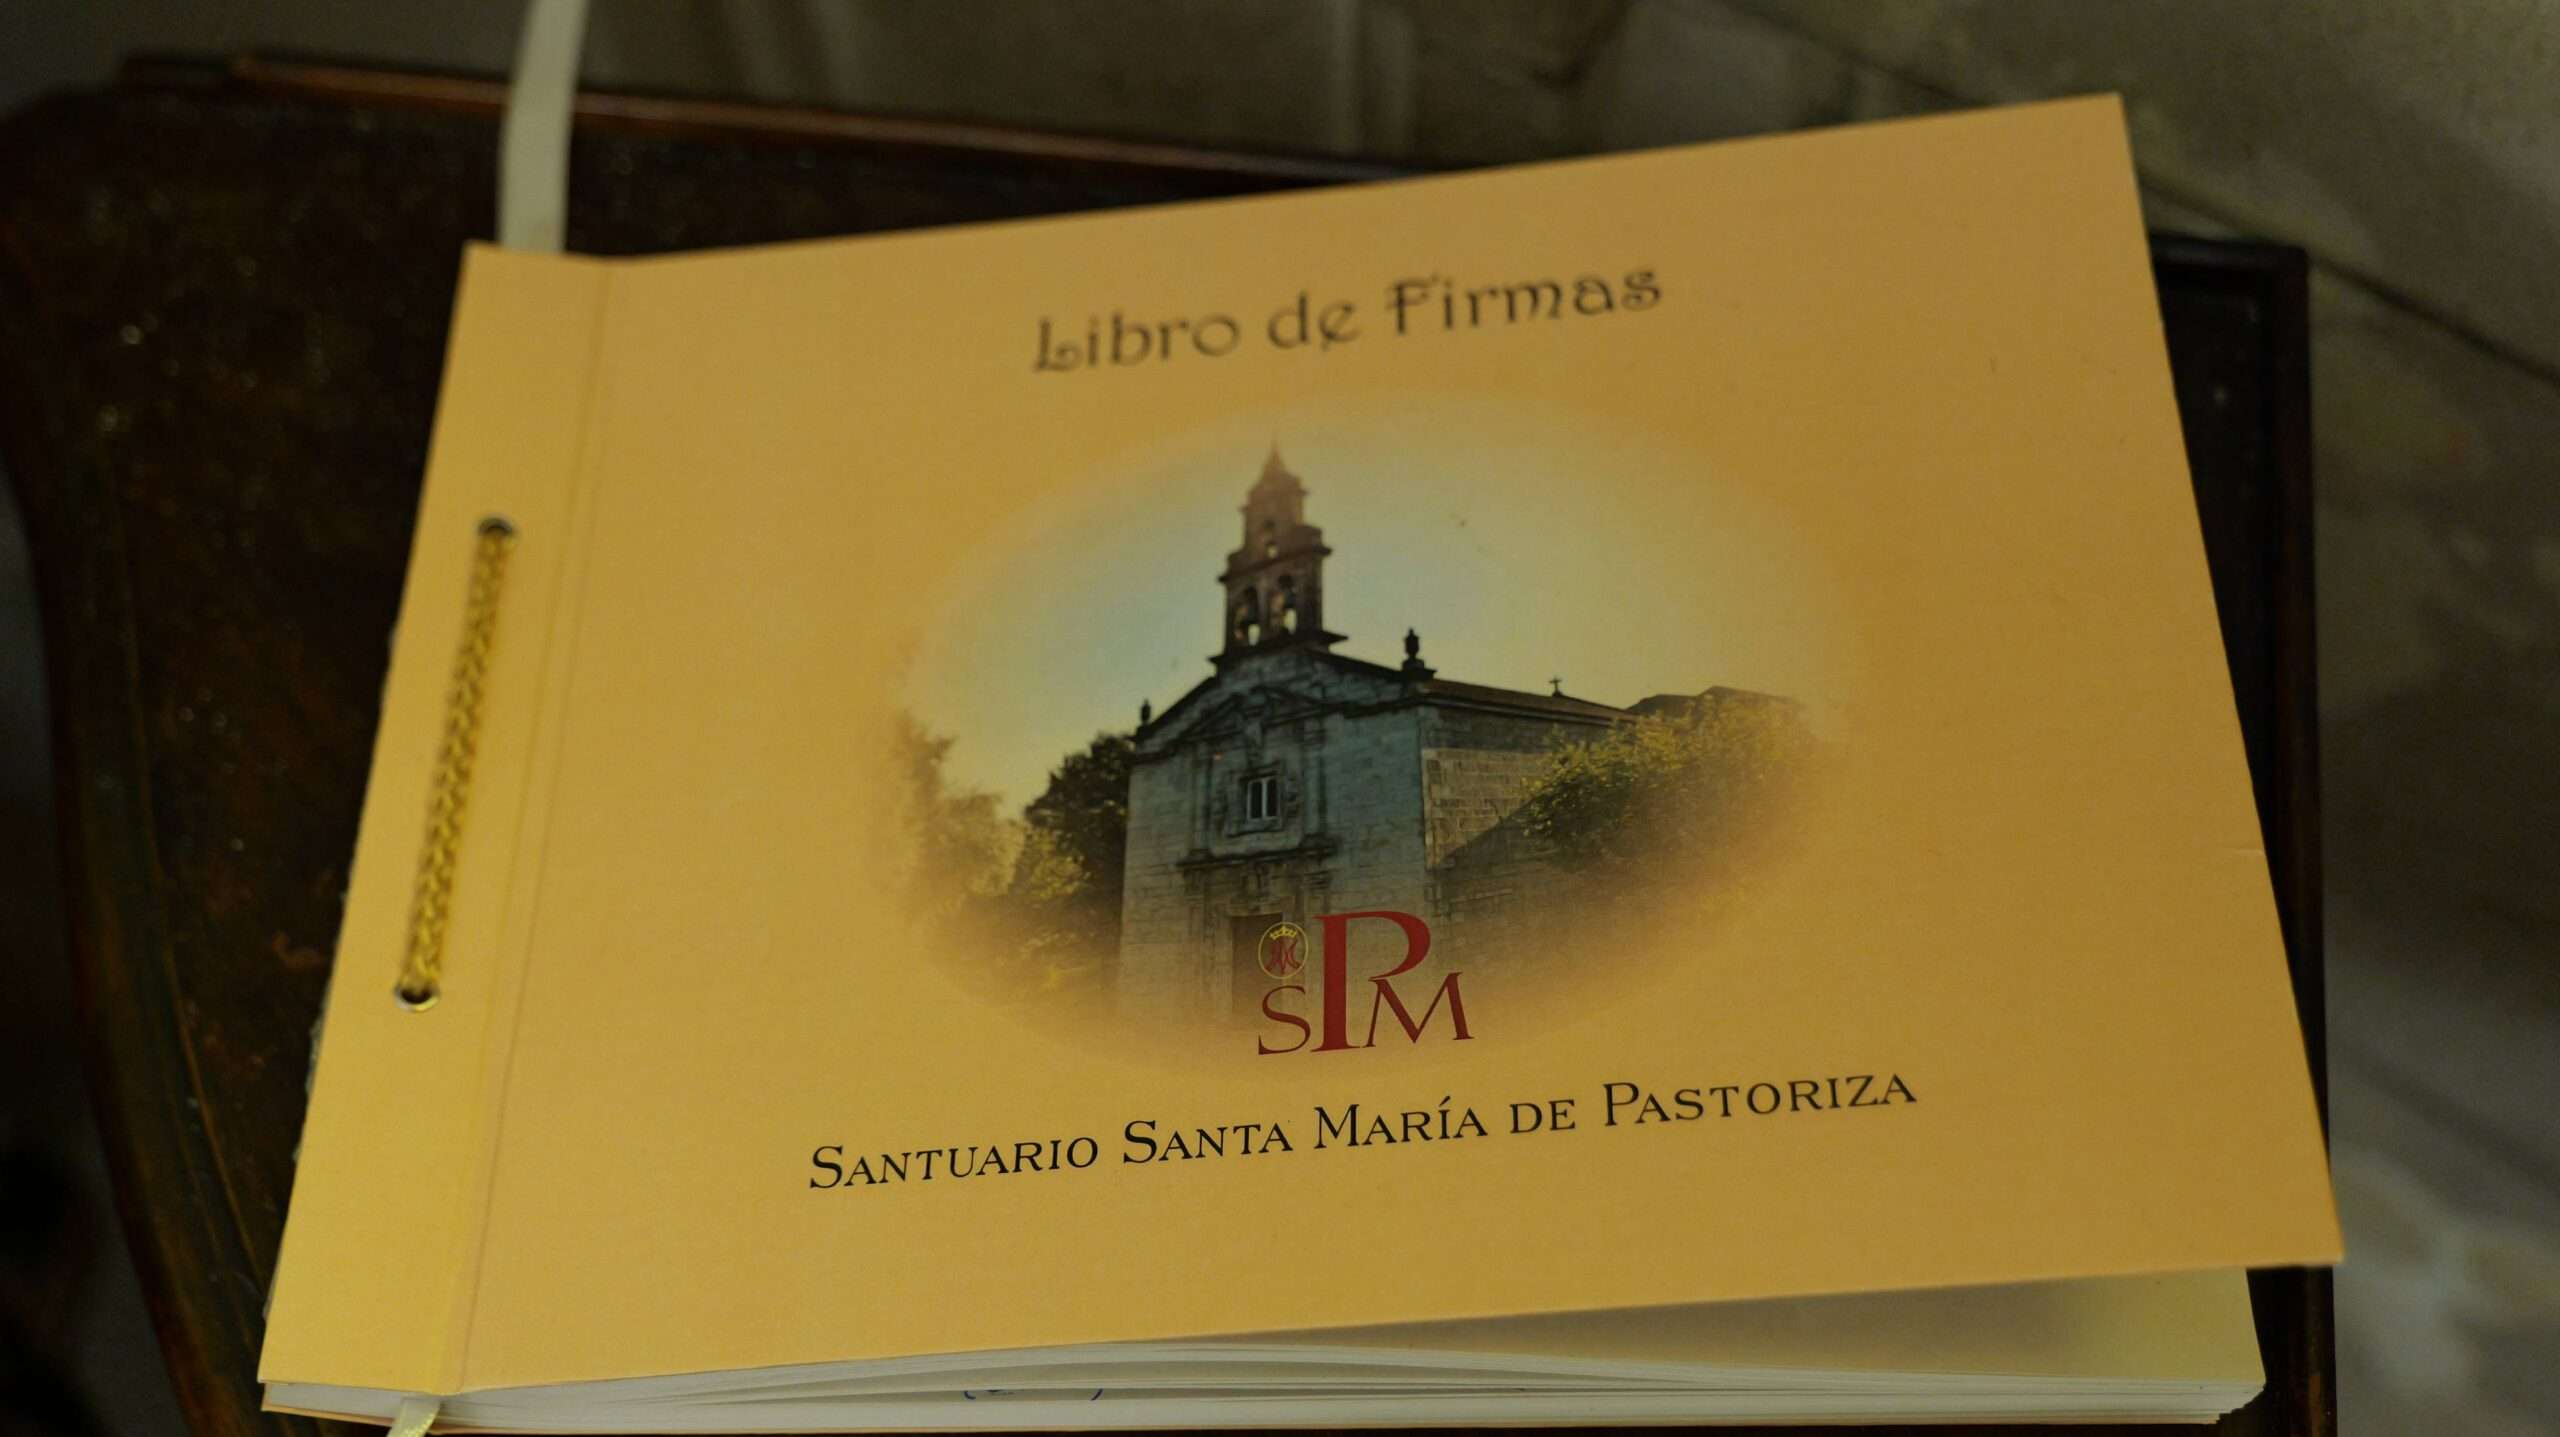 Libro de Firmas
SPM
SANTUARIO SANTA MARÍA DE PASTORIZA